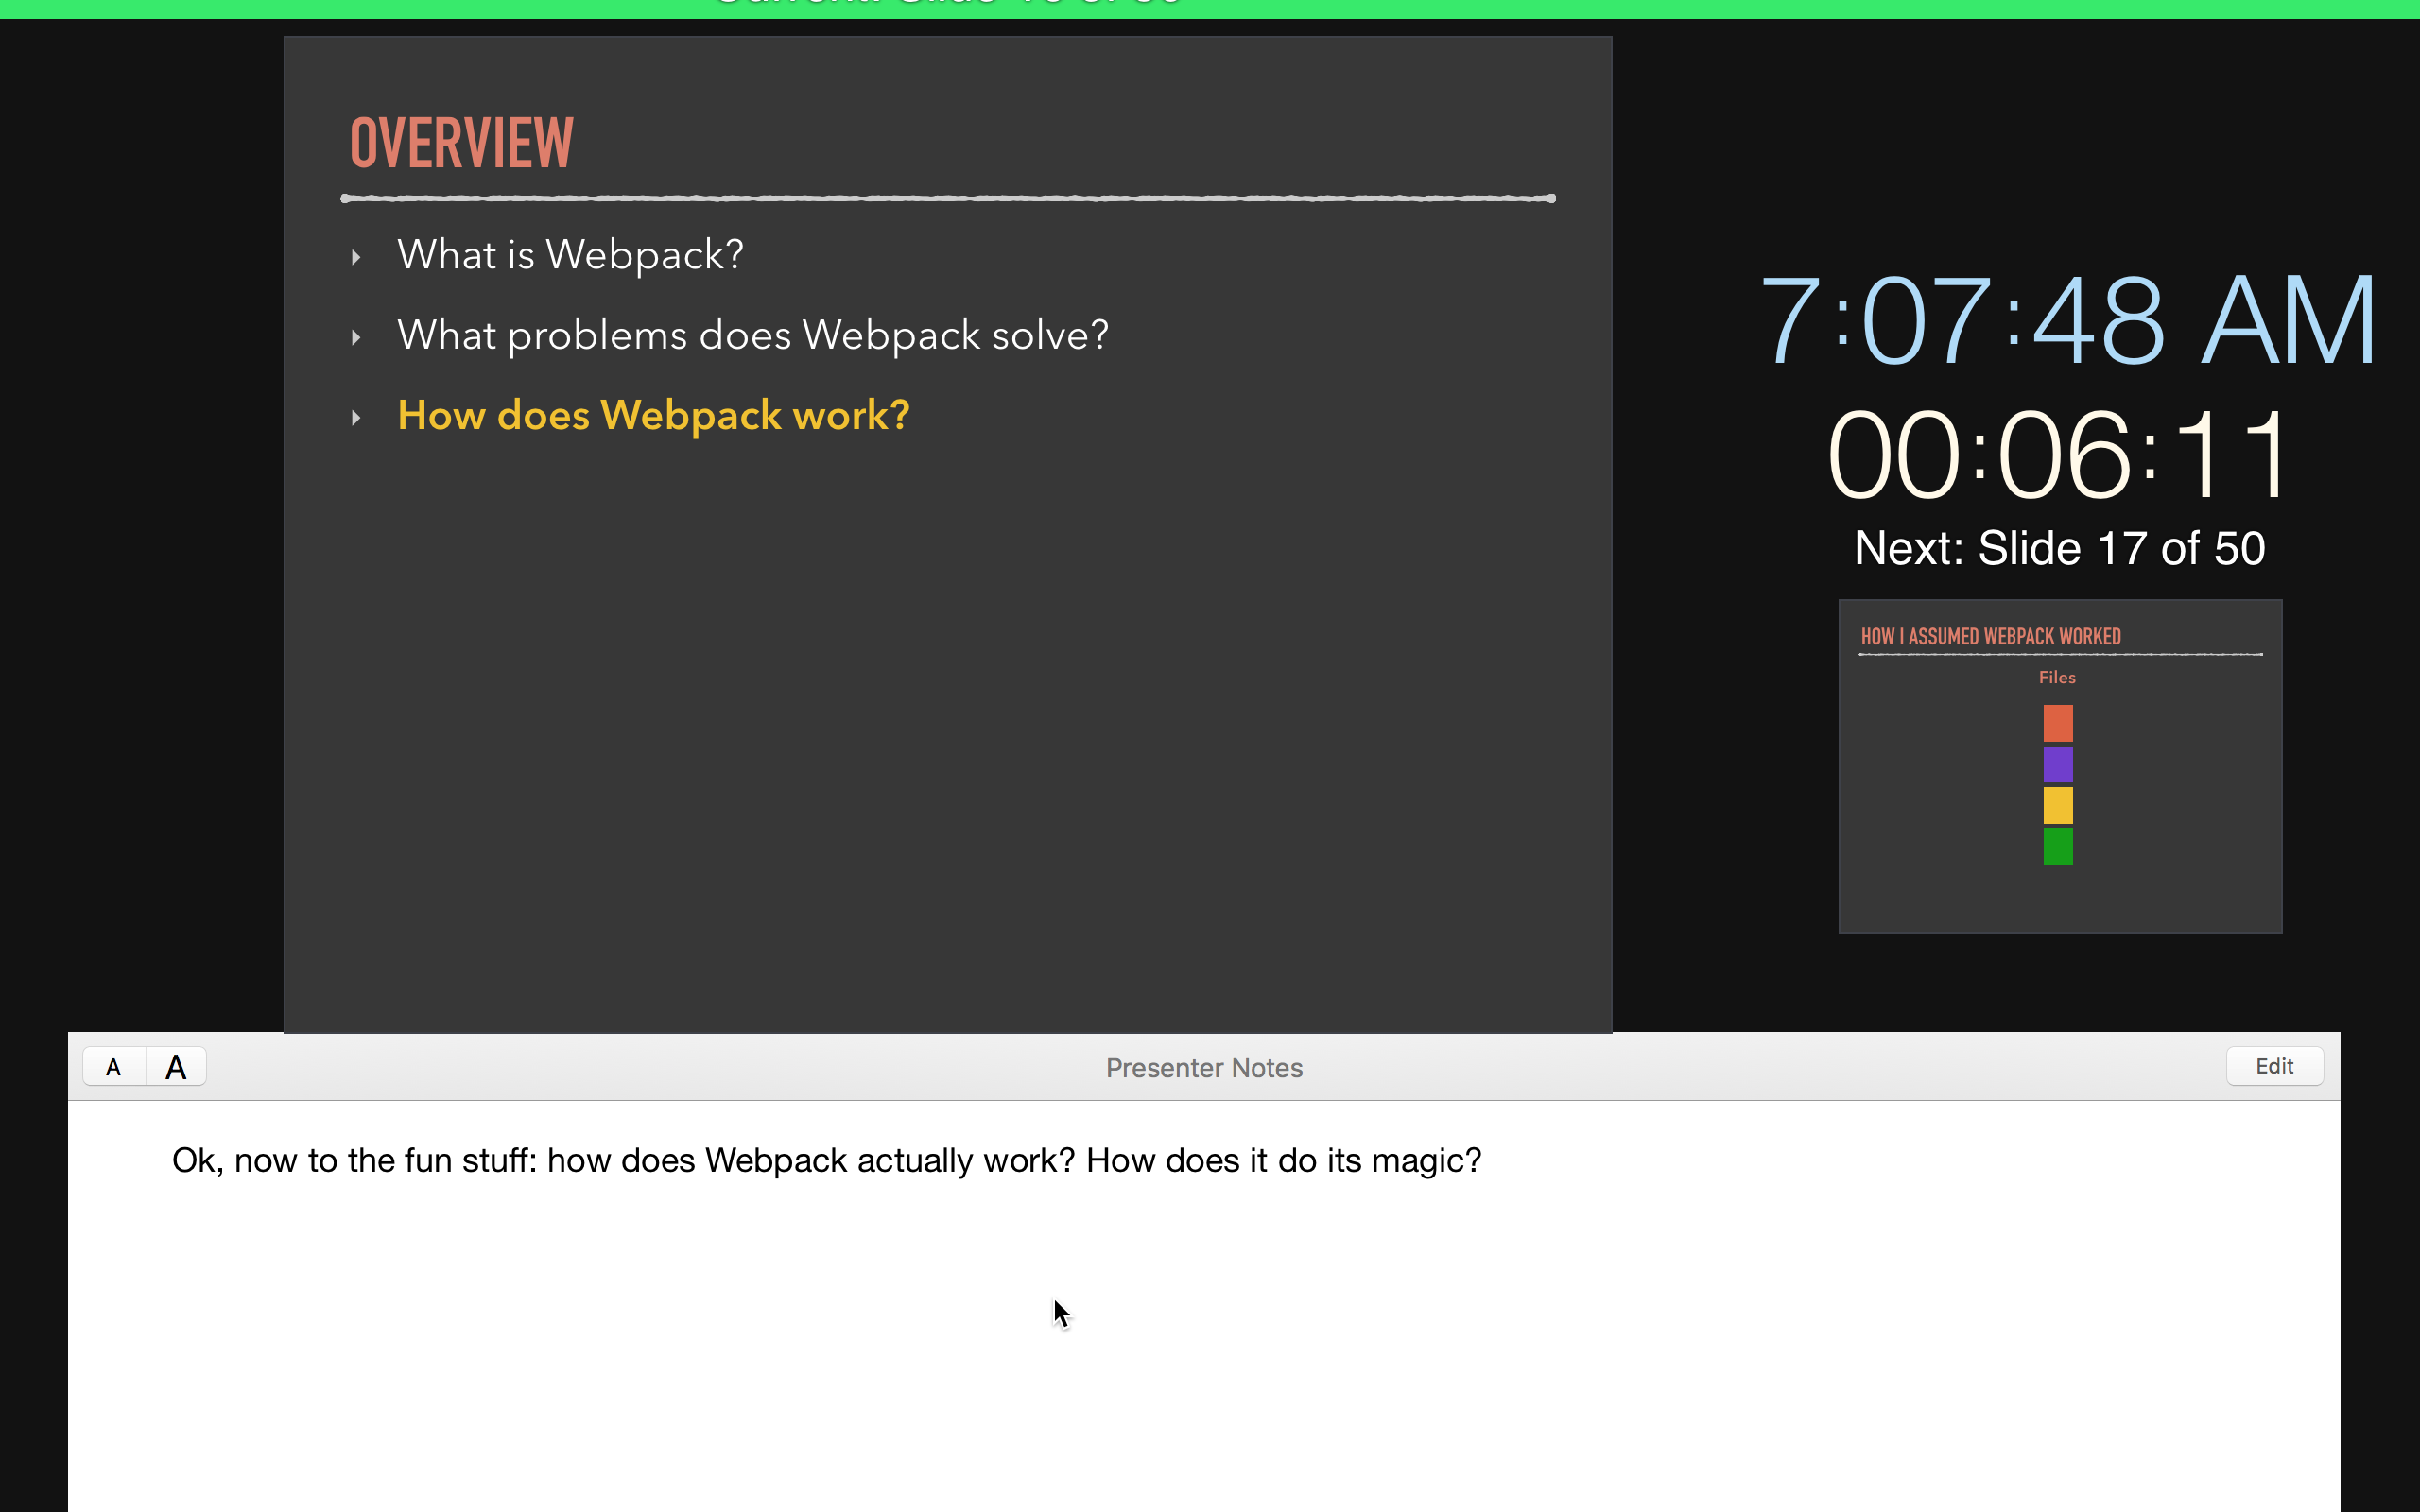 OVERVIEW
What is Webpack?
What problems does Webpack solve?
How does Webpack work?
7:07:48 AM
00:06:11
Next: Slide 17 of 50
HOW I ASSUMED WEBPACK WORKED
Files
A A
Presenter Notes
Edit
Ok, now to the fun stuff: how does Webpack actually work? How does it do its magic?